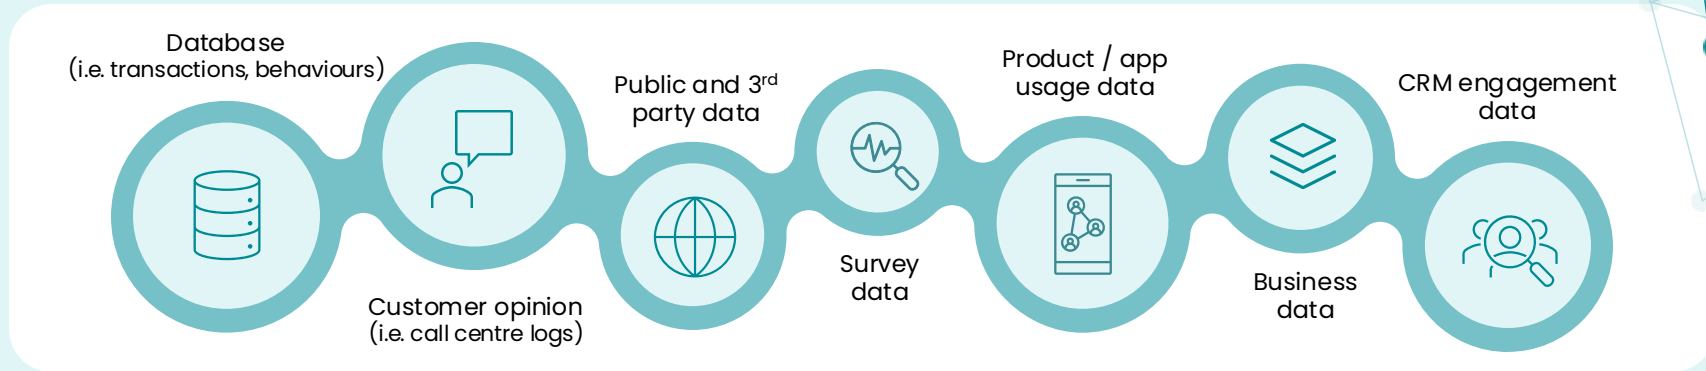 Database
(i.e. transactions, behaviours)
Customer opinion
(i.e. call centre logs)
Public and 3rd
party data
Survey
data
Product / app
usage data
Business
data
CRM engagement
data